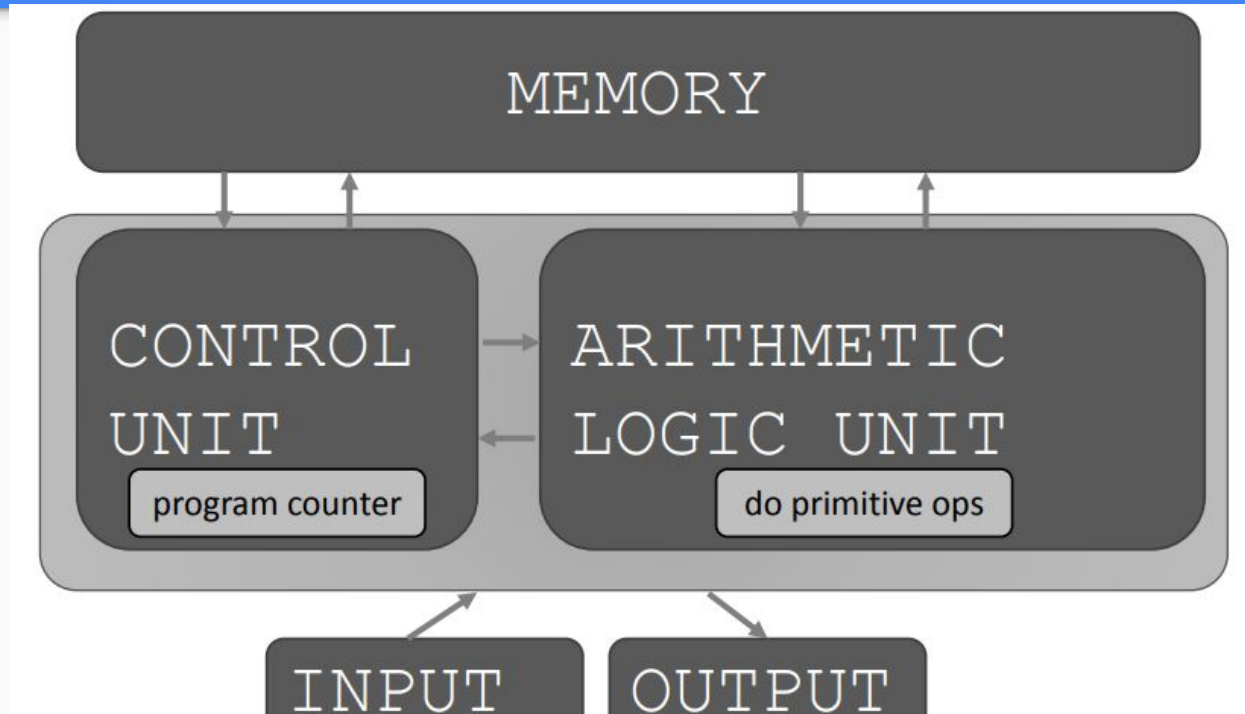 MEMORY
CONTROL
UNIT
program counter
ARITHMETIC
LOGIC UNIT
do primitive ops
INPUT
OUTPUT